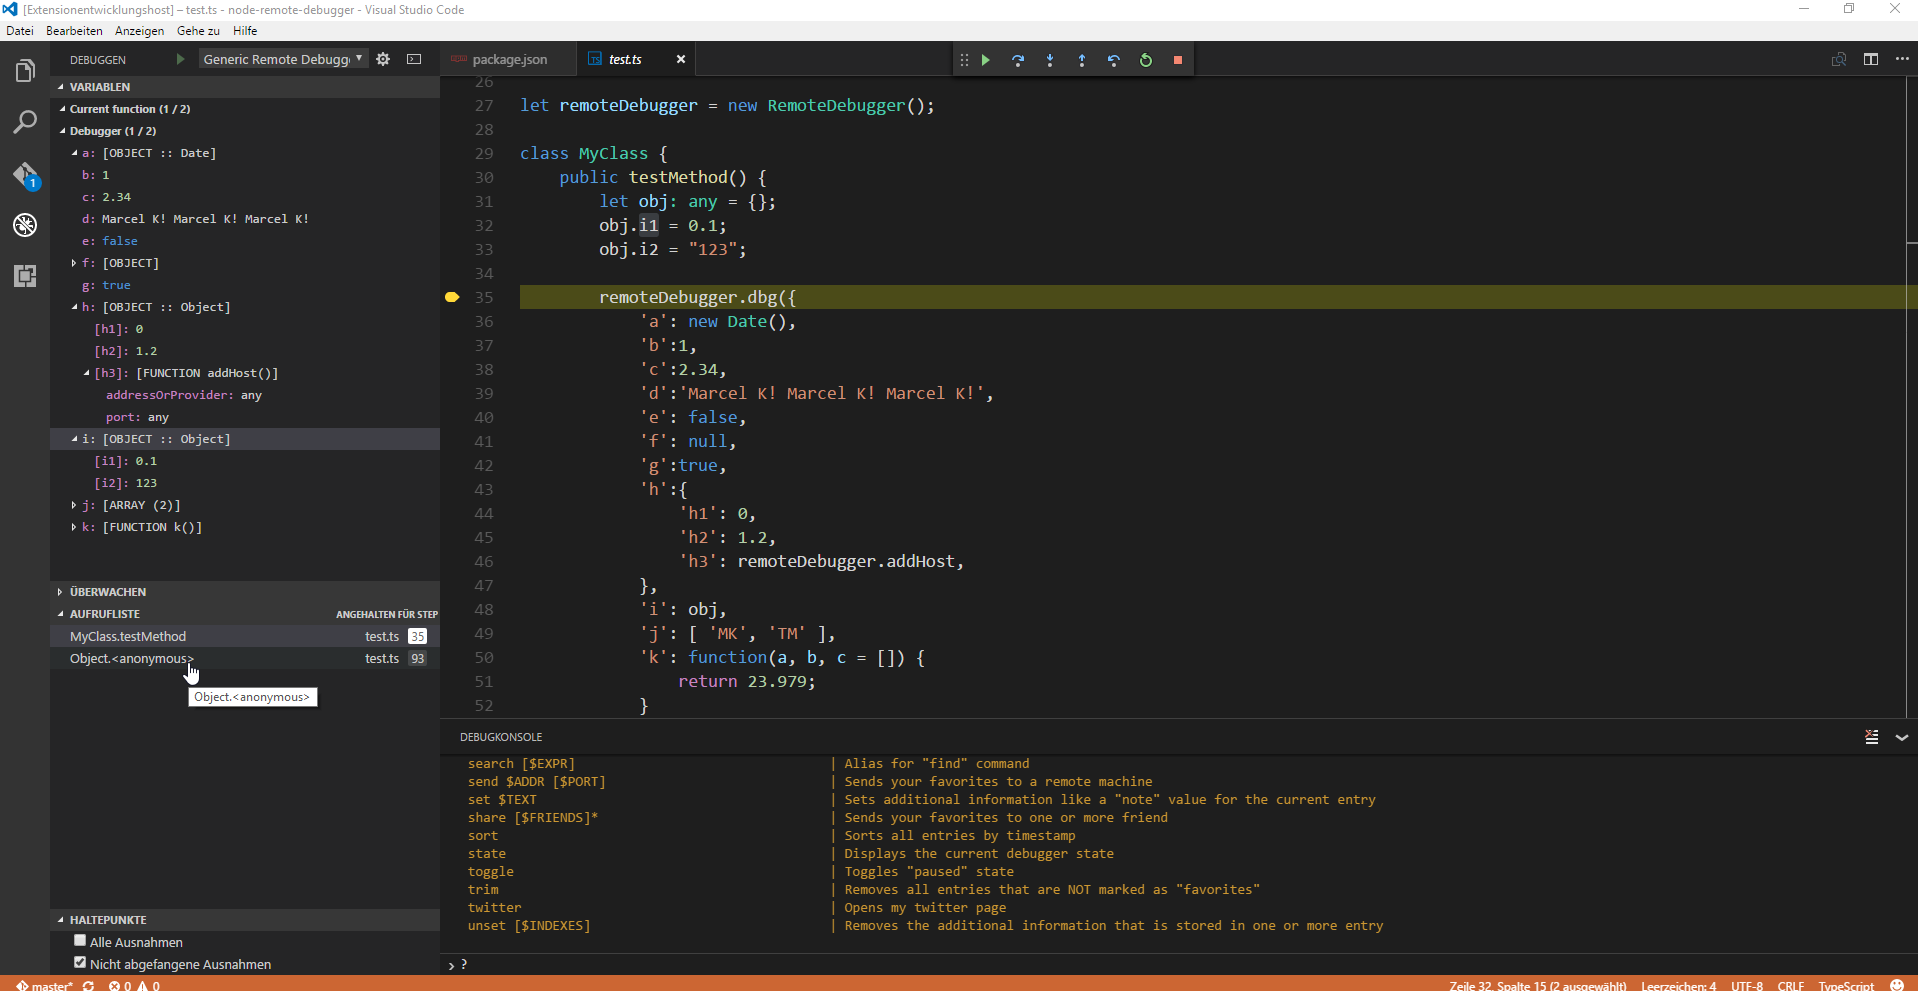 [Extensionentwicklungshost] – test.ts - node-remote-debugger - Visual Studio Code
Datei Bearbeiten Anzeigen Gehe zu Hilfe
DEBUGGEN Generic Remote Debugg
VARIABLEN
Current function (1 / 2)
Debugger (1 / 2)
a: [OBJECT :: Date]
b: 1
c: 2.34
d: Marcel K! Marcel K! Marcel K!
e: false
f: [OBJECT]
g: true
h: [OBJECT :: Object]
[h1]: 0
[h2]: 1.2
[h3]: [FUNCTION addHost()]
addressOrProvider: any
port: any
i: [OBJECT :: Object]
[i1]: 0.1
[i2]: 123
j: [ARRAY (2)]
k: [FUNCTION k()]
ÜBERWACHEN
AUFRUFLISTE ANGEHALTEN FÜR STEP
MyClass.testMethod test.ts 35
Object.<anonymous> test.ts 93
Object.<anonymous>
HALTEPUNKTE
Alle Ausnahmen
Nicht abgefangene Ausnahmen
1
package.json
TS test.ts
26
27 let remoteDebugger = new RemoteDebugger();
28
29 class MyClass {
30 public testMethod() {
31 let obj: any = {};
32 obj.i1 = 0.1;
33 obj.i2 = "123";
34
35 remoteDebugger.dbg({
36 'a': new Date(),
37 'b':1,
38 'c':2.34,
39 'd':'Marcel K! Marcel K! Marcel K!',
40 'e': false,
41 'f': null,
42 'g':true,
43 'h':{
44 'h1': 0,
45 'h2': 1.2,
46 'h3': remoteDebugger.addHost,
47 },
48 'i': obj,
49 'j': [ 'MK', 'TM' ],
50 'k': function(a, b, c = []) {
51 return 23.979;
52 }
DEBUGKONSOLE
search [$EXPR] | Alias for "find" command
send $ADDR [$PORT] | Sends your favorites to a remote machine
set $TEXT | Sets additional information like a "note" value for the current entry
share [$FRIENDS]* | Sends your favorites to one or more friend
sort | Sorts all entries by timestamp
state | Displays the current debugger state
toggle | Toggles "paused" state
trim | Removes all entries that are NOT marked as "favorites"
twitter | Opens my twitter page
unset [$INDEXES] | Removes the additional information that is stored in one or more entry
> ?
master* 0 0 Zeile 32, Spalte 15 (2 ausgewählt) Leerzeichen: 4 UTF-8 CRLF TypeScript